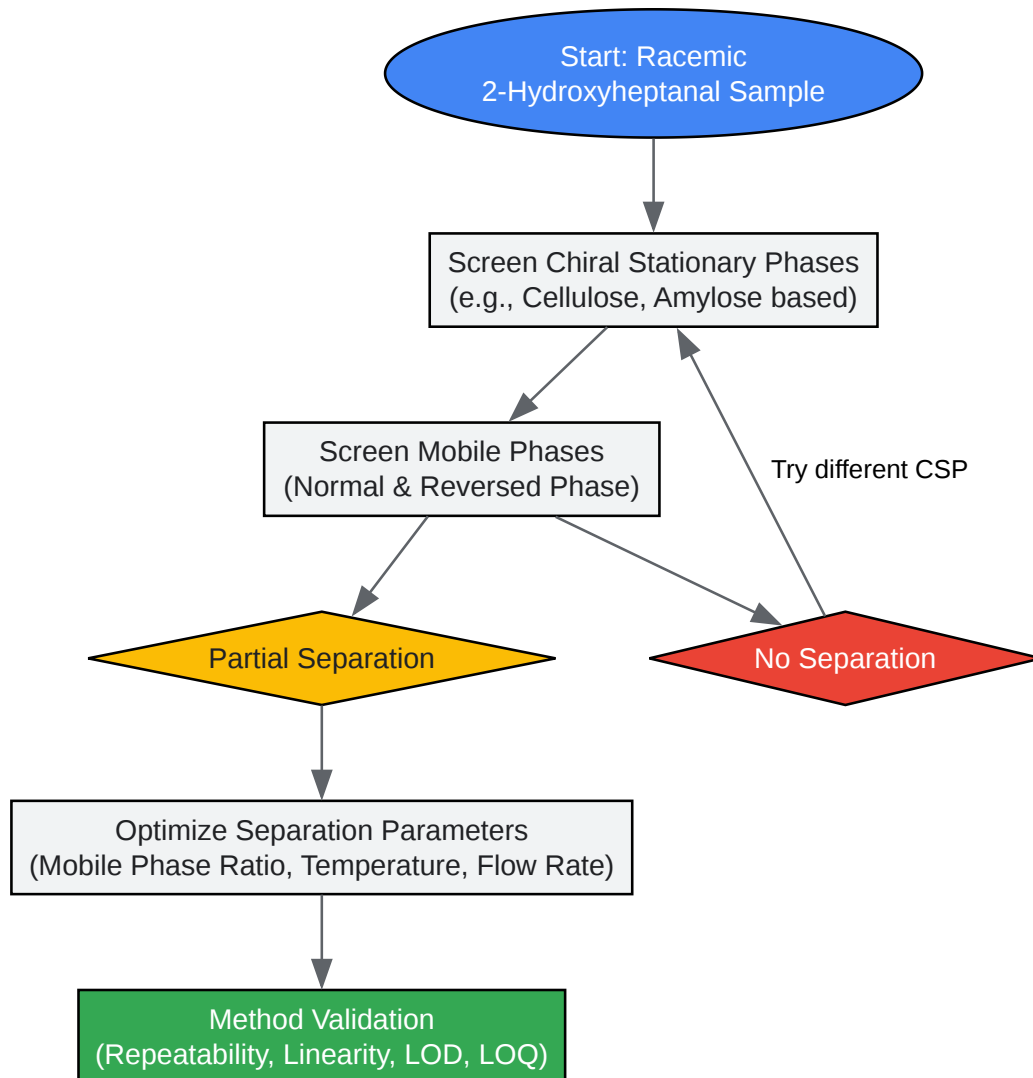 Start: Racemic
2-Hydroxyheptanal Sample
Screen Chiral Stationary Phases
(e.g., Cellulose, Amylose based)
Screen Mobile Phases
(Normal & Reversed Phase)
Try different CSP
Partial Separation
No Separation
Optimize Separation Parameters
(Mobile Phase Ratio, Temperature, Flow Rate)
Method Validation
(Repeatability, Linearity, LOD, LOQ)